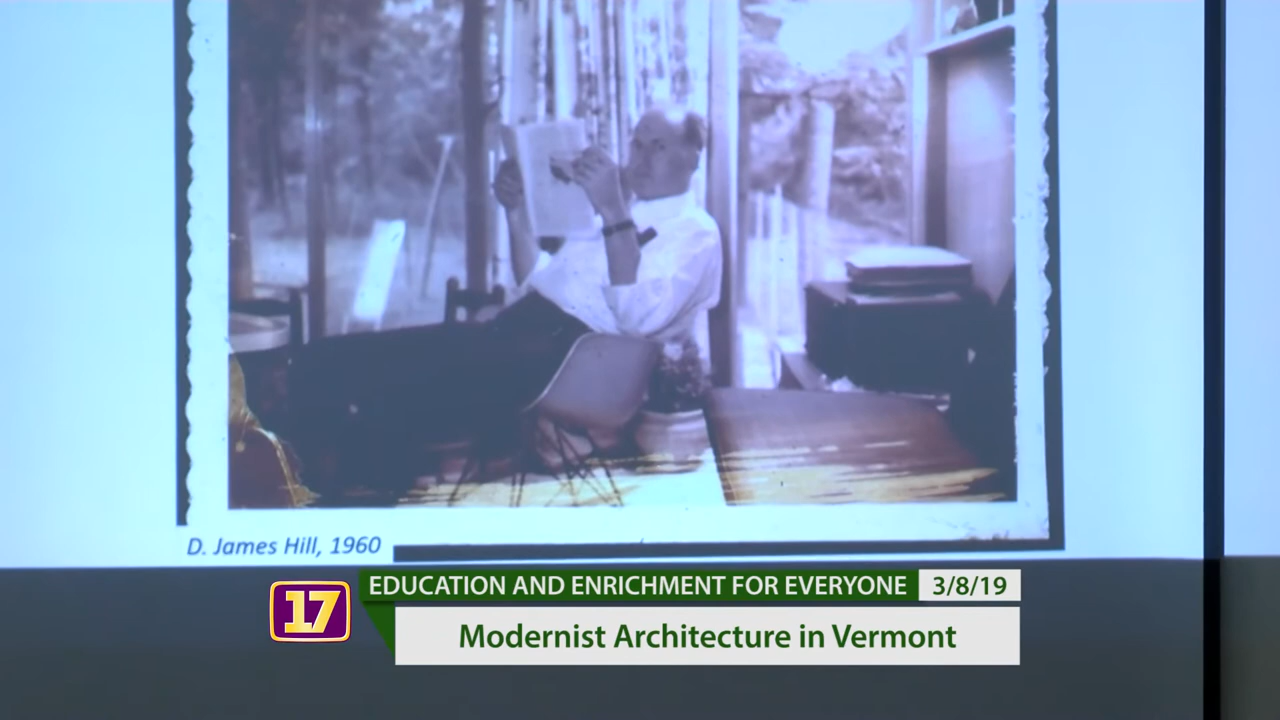 D. James Hill, 1960
EDUCATION AND ENRICHMENT FOR EVERYONE 3/8/19
17
Modernist Architecture in Vermont